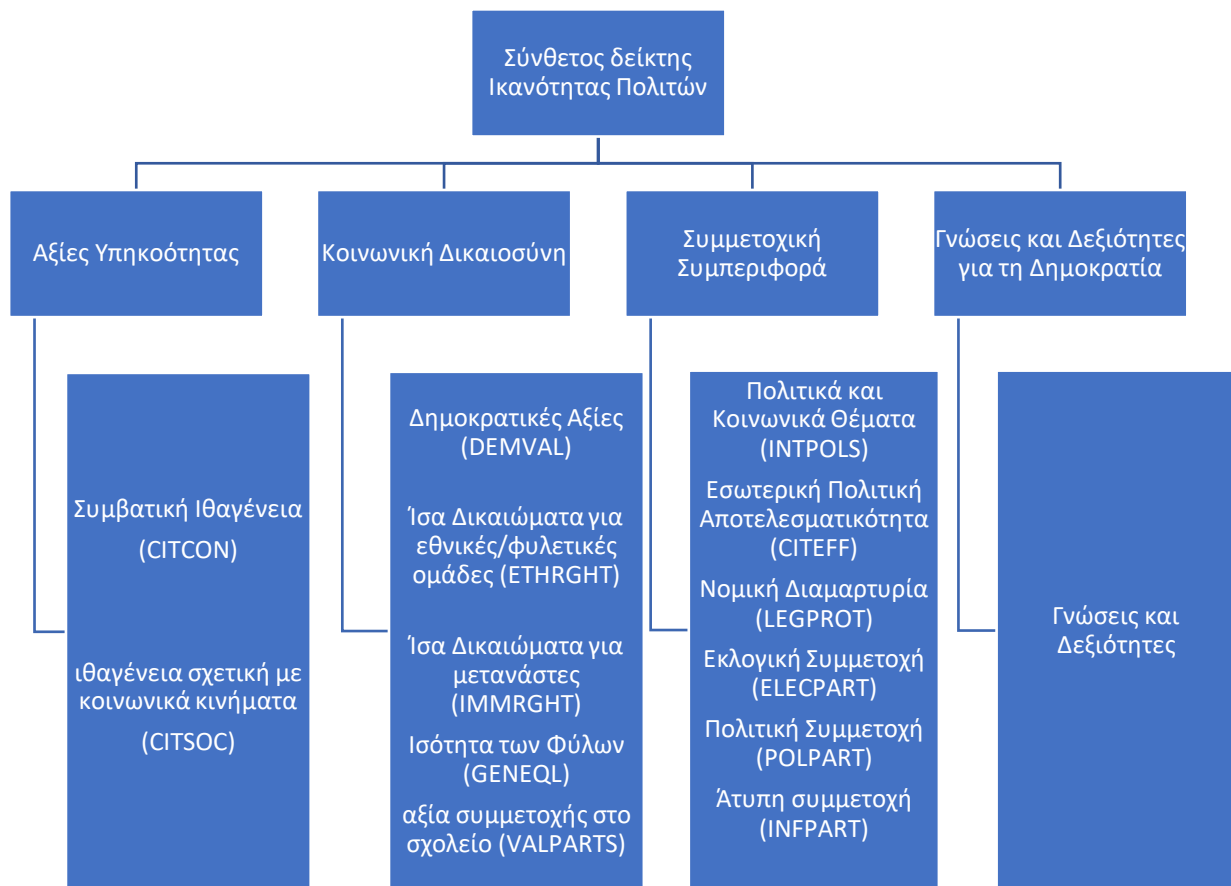 Σύνθετος δείκτης
Ικανότητας Πολιτών
Αξίες Υπηκοότητας
Συμβατική Ιθαγένεια
(CITCON)
ιθαγένεια σχετική με
κοινωνικά κινήματα
(CITSOC)
Κοινωνική Δικαιοσύνη
Δημοκρατικές Αξίες
(DEMVAL)
Ίσα Δικαιώματα για
εθνικές/φυλετικές
ομάδες (ETHRGHT)
Ίσα Δικαιώματα για
μετανάστες
(IMMRGHT)
Ισότητα των Φύλων
(GENEQL)
αξία συμμετοχής στο
σχολείο (VALPARTS)
Συμμετοχική
Συμπεριφορά
Πολιτικά και
Κοινωνικά Θέματα
(INTPOLS)
Εσωτερική Πολιτική
Αποτελεσματικότητα
(CITEFF)
Νομική Διαμαρτυρία
(LEGPROT)
Εκλογική Συμμετοχή
(ELECPART)
Πολιτική Συμμετοχή
(POLPART)
Άτυπη συμμετοχή
(INFPART)
Γνώσεις και Δεξιότητες
για τη Δημοκρατία
Γνώσεις και
Δεξιότητες